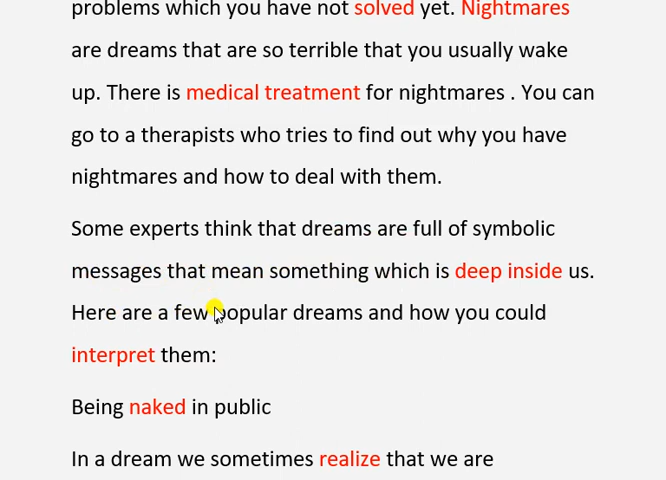 problems which you have not solved yet. Nightmares
are dreams that are so terrible that you usually wake
up. There is medical treatment for nightmares . You can
go to a therapists who tries to find out why you have
nightmares and how to deal with them.
Some experts think that dreams are full of symbolic
messages that mean something which is deep inside us.
Here are a few popular dreams and how you could
interpret them:
Being naked in public
In a dream we sometimes realize that we are